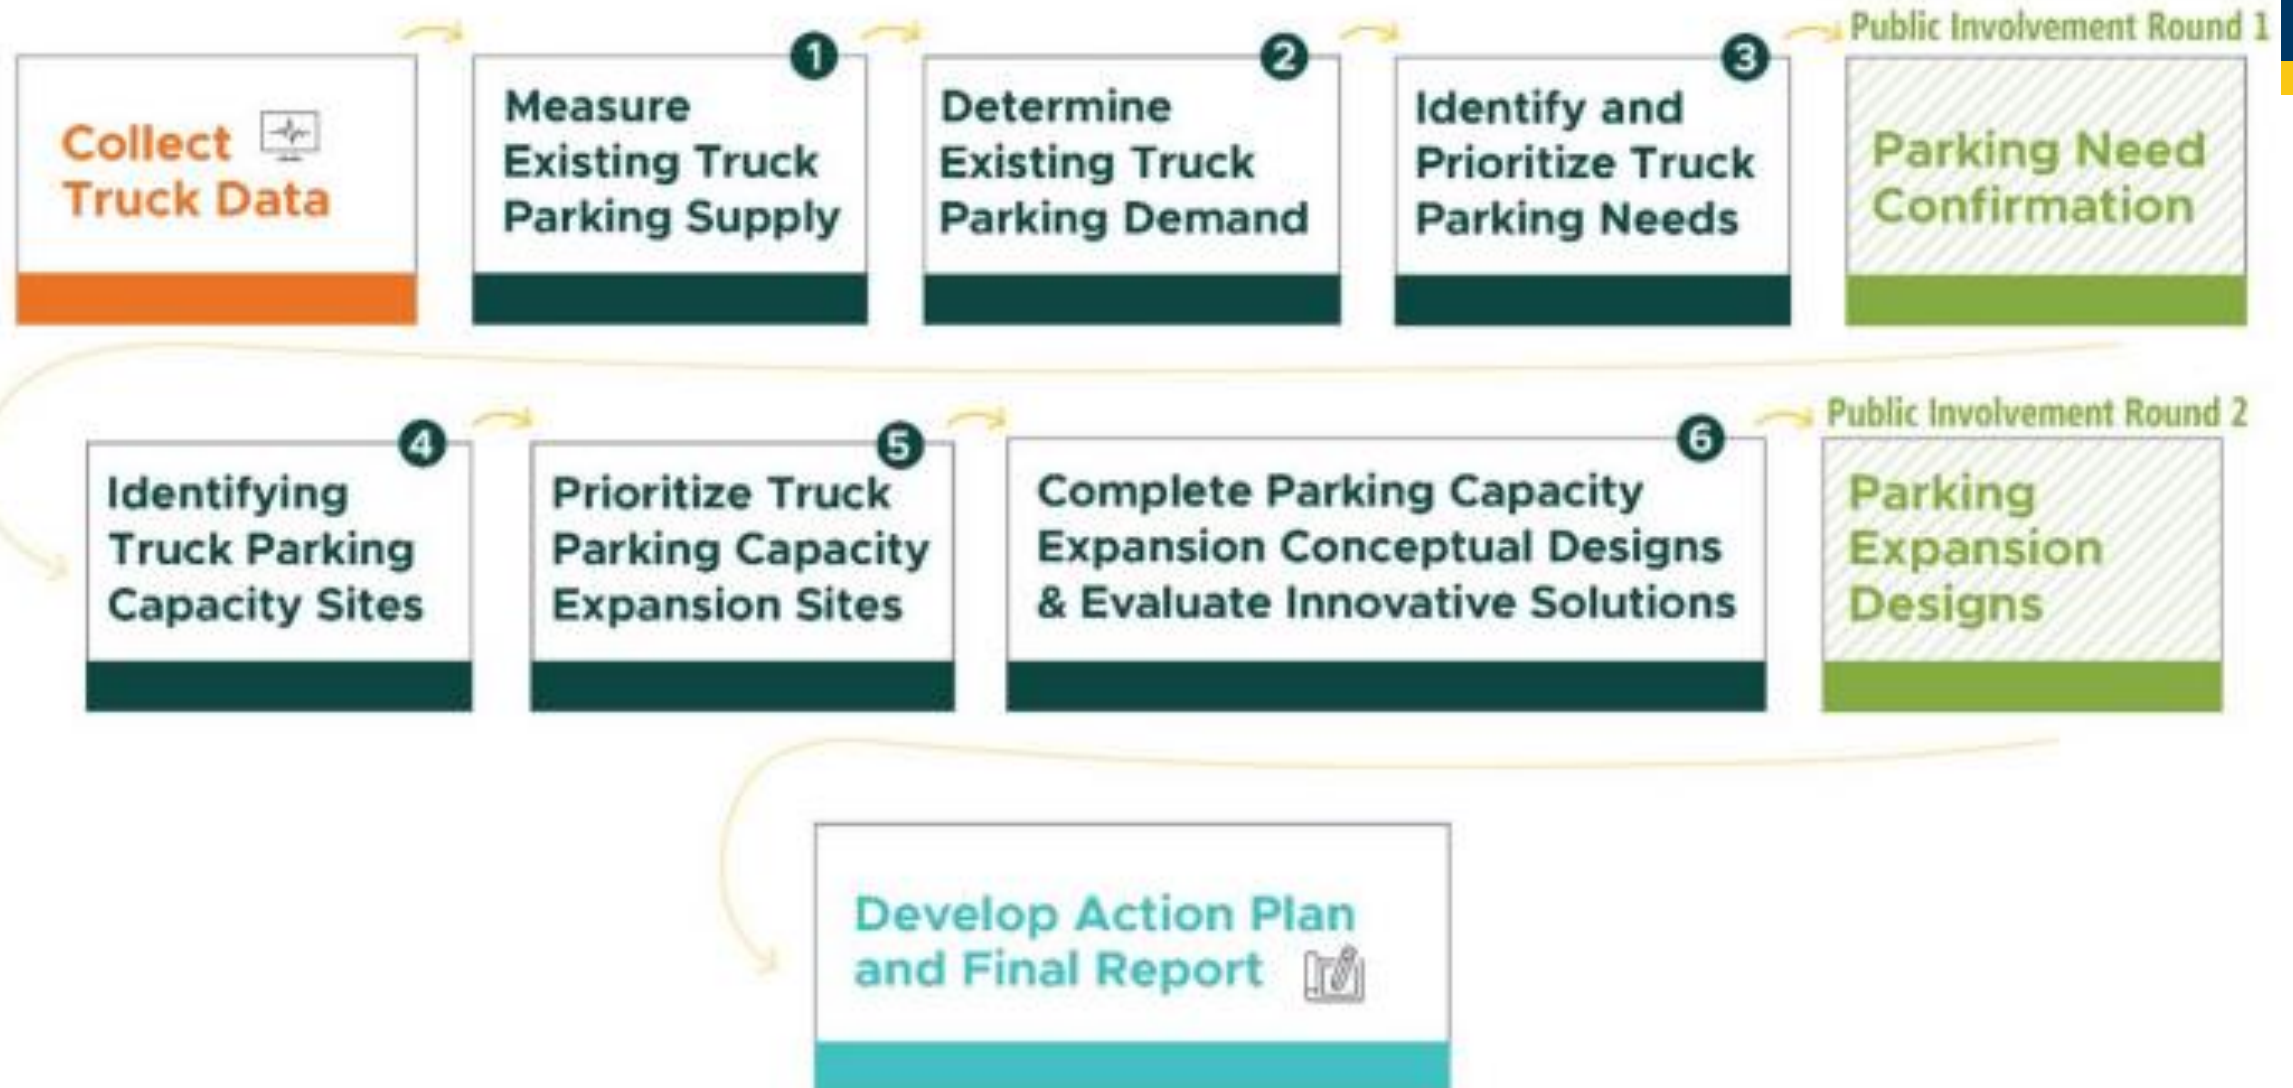 Collect
Truck Data
1
Measure
Existing Truck
Parking Supply
2
Determine
Existing Truck
Parking Demand
3
Identify and
Prioritize Truck
Parking Needs
Public Involvement Round 1
Parking Need
Confirmation
4
Identifying
Truck Parking
Capacity Sites
5
Prioritize Truck
Parking Capacity
Expansion Sites
6
Complete Parking Capacity
Expansion Conceptual Designs
& Evaluate Innovative Solutions
Public Involvement Round 2
Parking
Expansion
Designs
Develop Action Plan
and Final Report